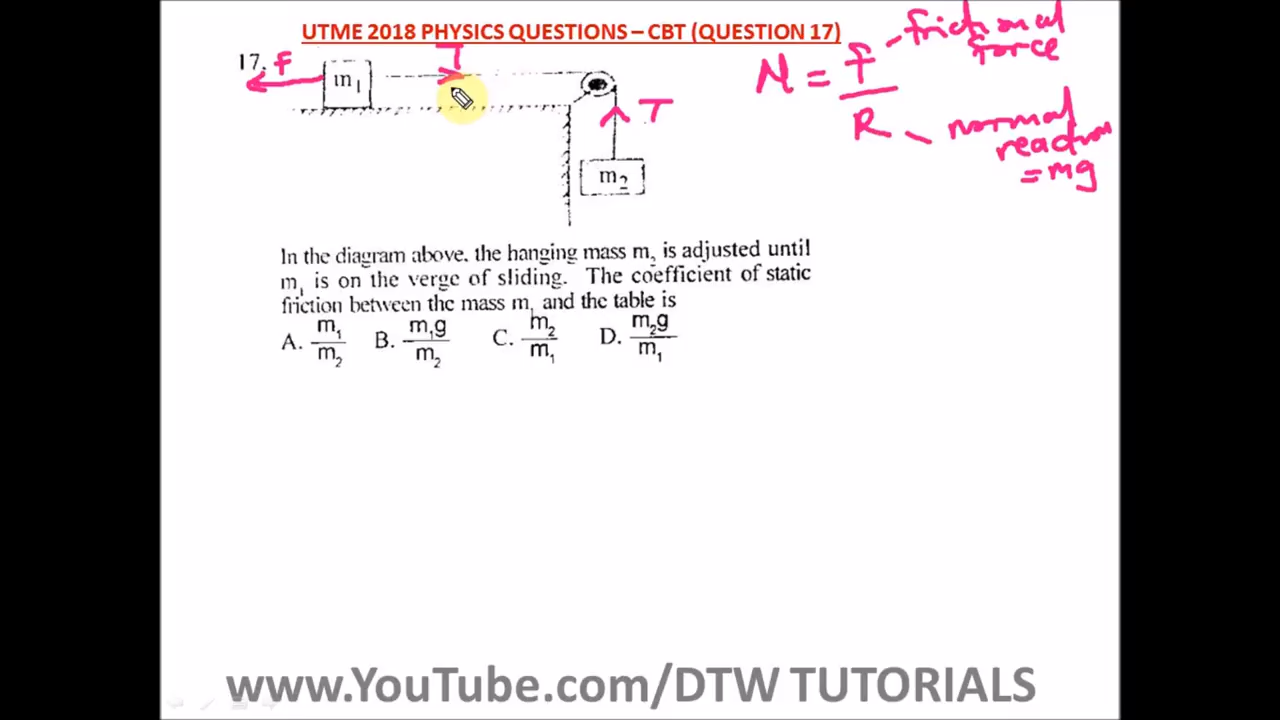 UTME 2018 PHYSICS QUESTIONS – CBT (QUESTION 17)
17. F
m₁
T
T
m₂
μ = f – frictional force
R – normal reaction = mg
In the diagram above, the hanging mass m₂ is adjusted until
m₁ is on the verge of sliding. The coefficient of static
friction between the mass m₁ and the table is
A. m₁/m₂ B. m₁g/m₂ C. m₂/m₁ D. m₂g/m₁
www.YouTube.com/DTW TUTORIALS